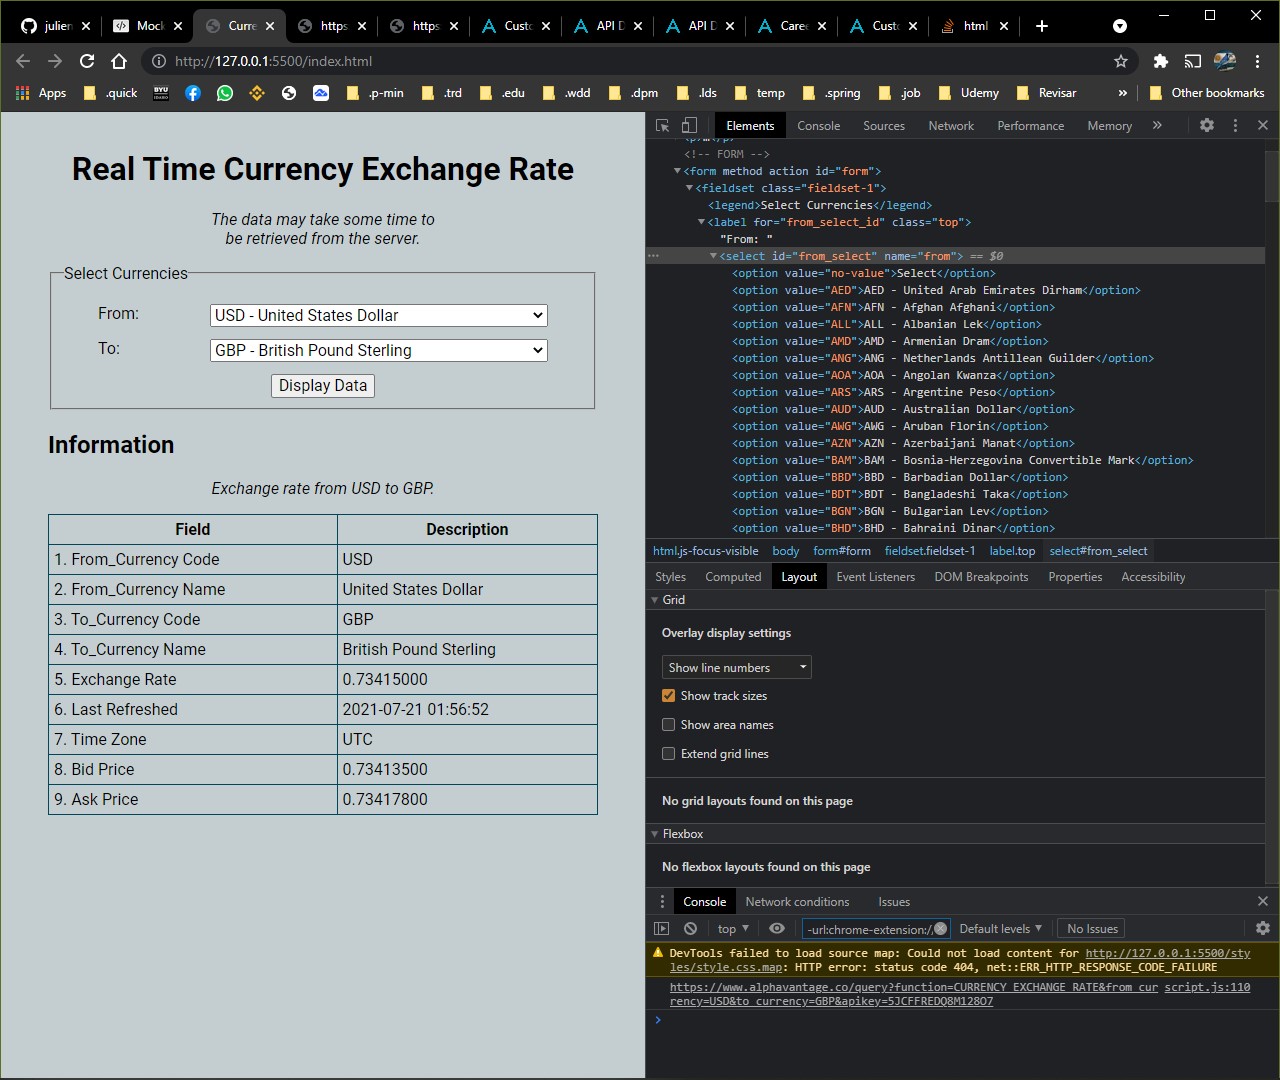 julien
Mock
Curre
https
https
Custo
API D
API D
Caree
Custo
html
http://127.0.0.1:5500/index.html
Apps
.quick
BYU
IDAHO
.p-min
.trd
.edu
.wdd
.dpm
.lds
temp
.spring
.job
Udemy
Revisar
»
Other bookmarks
Real Time Currency Exchange Rate
The data may take some time to
be retrieved from the server.
Select Currencies
From:
USD - United States Dollar
To:
GBP - British Pound Sterling
Display Data
Information
Exchange rate from USD to GBP.
Field Description
1. From_Currency Code USD
2. From_Currency Name United States Dollar
3. To_Currency Code GBP
4. To_Currency Name British Pound Sterling
5. Exchange Rate 0.73415000
6. Last Refreshed 2021-07-21 01:56:52
7. Time Zone UTC
8. Bid Price 0.73413500
9. Ask Price 0.73417800
Elements Console Sources Network Performance Memory »
<!-- FORM -->
<form method action id="form">
<fieldset class="fieldset-1">
<legend>Select Currencies</legend>
<label for="from_select_id" class="top">
"From: "
<select id="from_select" name="from"> == $0
<option value="no-value">Select</option>
<option value="AED">AED - United Arab Emirates Dirham</option>
<option value="AFN">AFN - Afghan Afghani</option>
<option value="ALL">ALL - Albanian Lek</option>
<option value="AMD">AMD - Armenian Dram</option>
<option value="ANG">ANG - Netherlands Antillean Guilder</option>
<option value="AOA">AOA - Angolan Kwanza</option>
<option value="ARS">ARS - Argentine Peso</option>
<option value="AUD">AUD - Australian Dollar</option>
<option value="AWG">AWG - Aruban Florin</option>
<option value="AZN">AZN - Azerbaijani Manat</option>
<option value="BAM">BAM - Bosnia-Herzegovina Convertible Mark</option>
<option value="BBD">BBD - Barbadian Dollar</option>
<option value="BDT">BDT - Bangladeshi Taka</option>
<option value="BGN">BGN - Bulgarian Lev</option>
<option value="BHD">BHD - Bahraini Dinar</option>
html.js-focus-visible body form#form fieldset.fieldset-1 label.top select#from_select
Styles Computed Layout Event Listeners DOM Breakpoints Properties Accessibility
Grid
Overlay display settings
Show line numbers
Show track sizes
Show area names
Extend grid lines
No grid layouts found on this page
Flexbox
No flexbox layouts found on this page
Console Network conditions Issues
top
-url:chrome-extension:/
Default levels
No Issues
DevTools failed to load source map: Could not load content for http://127.0.0.1:5500/sty
les/style.css.map: HTTP error: status code 404, net::ERR_HTTP_RESPONSE_CODE_FAILURE
https://www.alphavantage.co/query?function=CURRENCY_EXCHANGE_RATE&from_cur script.js:110
rency=USD&to_currency=GBP&apikey=5JCFFREDQ8M128O7